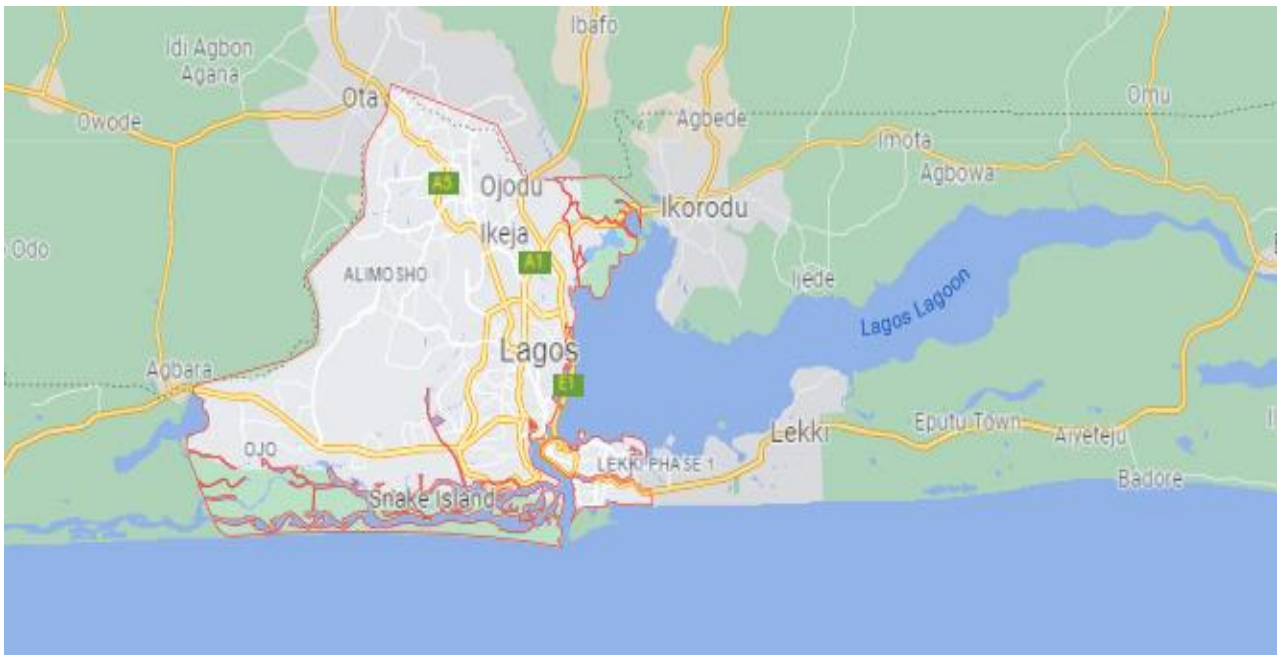 Ibafo
Idi Agbon
Agana
Ota
Omu
Owode
Agbede
Imota
Agbowa
A5
Ojodu
Ikorodu
Ikeja
Odo
A1
ALIMOSHO
Ijede
Lagos Lagoon
Lagos
Agbara
E1
Eputu Town
Lekki
Aiyeteju
OJO
LEKKI PHASE 1
Badore
Snake Island